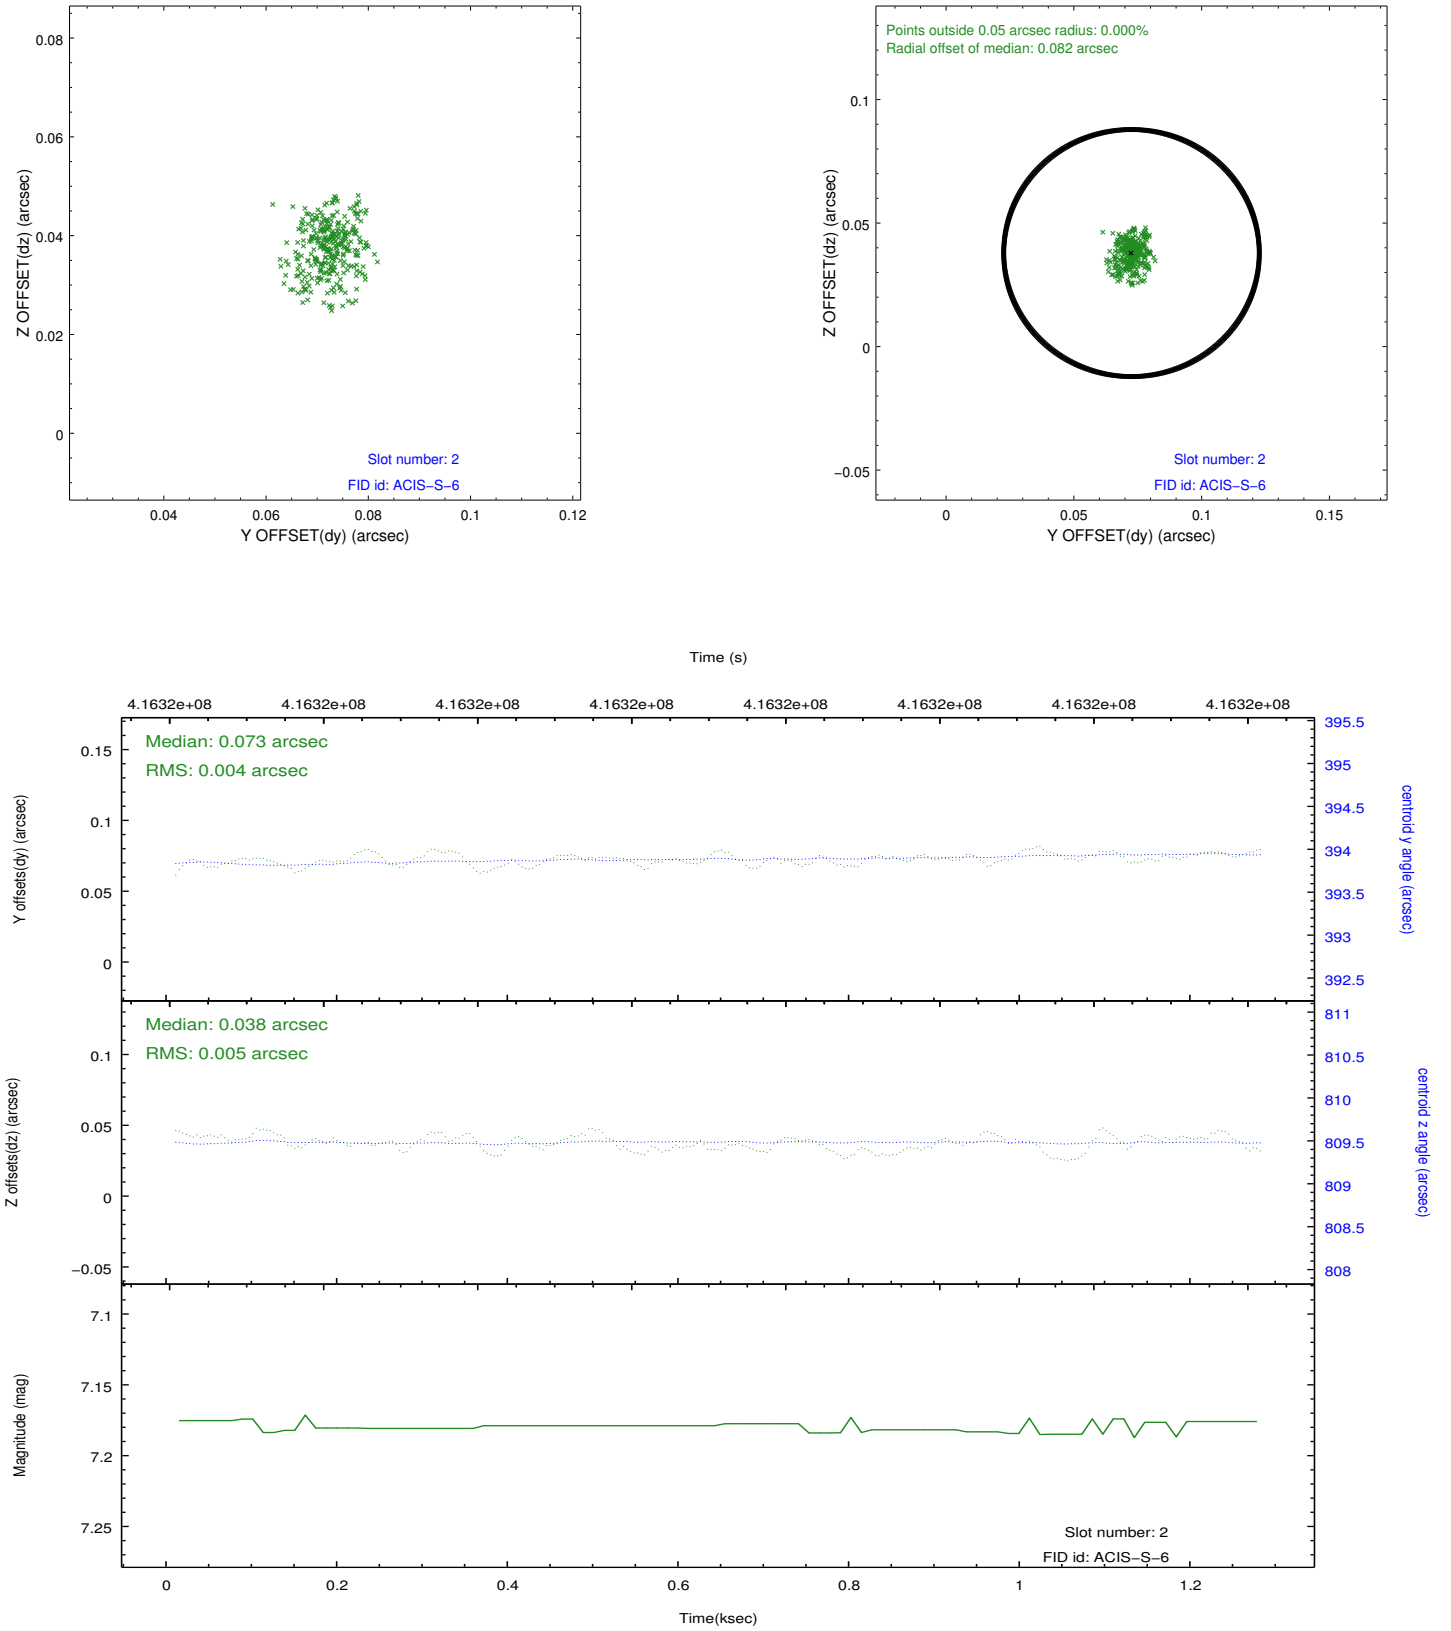 0.08
0.06
0.04
0.02
0
Z OFFSET(dz) (arcsec)
Slot number: 2
FID id: ACIS−S−6
0.04 0.06 0.08 0.1 0.12
Y OFFSET(dy) (arcsec)
Points outside 0.05 arcsec radius: 0.000%
Radial offset of median: 0.082 arcsec
0.1
0.05
0
−0.05
Z OFFSET(dz) (arcsec)
Slot number: 2
FID id: ACIS−S−6
0 0.05 0.1 0.15
Y OFFSET(dy) (arcsec)
Time (s)
4.1632e+08 4.1632e+08 4.1632e+08 4.1632e+08 4.1632e+08 4.1632e+08 4.1632e+08 4.1632e+08
Median: 0.073 arcsec
RMS: 0.004 arcsec
0.15
0.1
0.05
0
Y offsets(dy) (arcsec)
395.5
395
394.5
394
393.5
393
392.5
centroid y angle (arcsec)
Median: 0.038 arcsec
RMS: 0.005 arcsec
0.1
0.05
0
−0.05
Z offsets(dz) (arcsec)
811
810.5
810
809.5
809
808.5
808
centroid z angle (arcsec)
7.1
7.15
7.2
7.25
Magnitude (mag)
Slot number: 2
FID id: ACIS−S−6
0 0.2 0.4 0.6 0.8 1 1.2
Time(ksec)